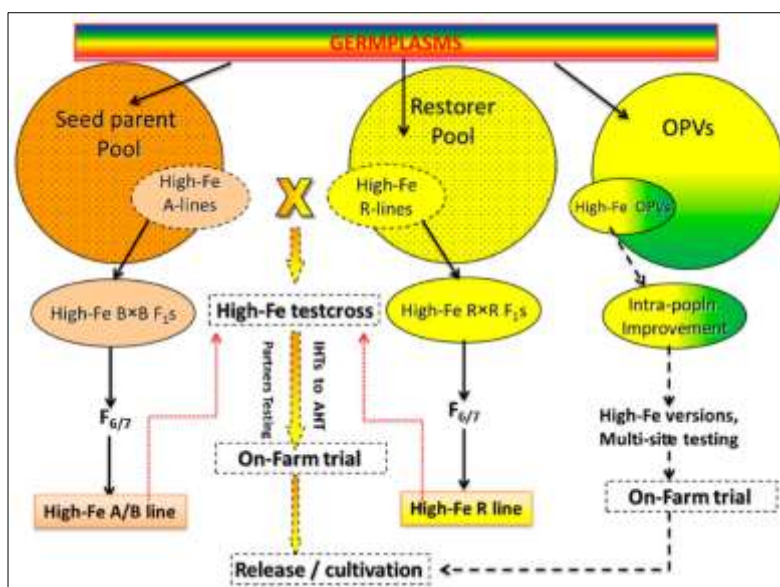 GERMPLASMS
Seed parent
Pool
High-Fe
A-lines
X
Restorer
Pool
High-Fe
R-lines
OPVs
High-Fe OPVs
High-Fe B×B F₁s
High-Fe testcross
High-Fe R×R F₁s
Intra-popln
Improvement
IHTs to AHT
Partners Testing
F₆/₇
F₆/₇
High-Fe versions,
Multi-site testing
On-Farm trial
High-Fe A/B line
High-Fe R line
On-Farm trial
Release / cultivation